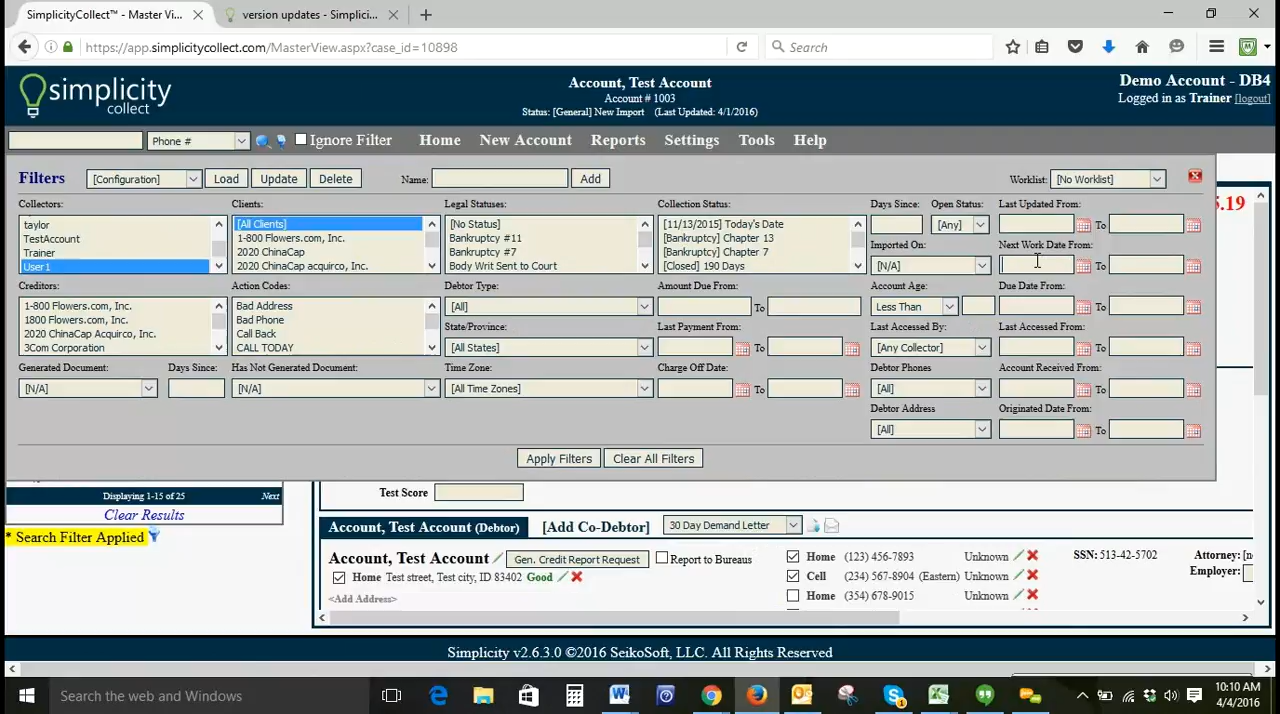 SimplicityCollect™ - Master Vi...
version updates - Simplici...
https://app.simplicitycollect.com/MasterView.aspx?case_id=10898
Search
simplicity
collect
Account, Test Account
Account # 1003
Status: [General] New Import (Last Updated: 4/1/2016)
Demo Account - DB4
Logged in as Trainer [logout]
Phone #
Ignore Filter
Home
New Account
Reports
Settings
Tools
Help
Filters
[Configuration]
Load
Update
Delete
Name:
Add
Worklist:
[No Worklist]
5.19
Collectors:
Clients:
Legal Statuses:
Collection Status:
Days Since:
Open Status:
Last Updated From:
taylor
TestAccount
Trainer
User1
[All Clients]
1-800 Flowers.com, Inc.
2020 ChinaCap
2020 ChinaCap acquirco, Inc.
[No Status]
Bankruptcy #11
Bankruptcy #7
Body Writ Sent to Court
[11/13/2015] Today's Date
[Bankruptcy] Chapter 13
[Bankruptcy] Chapter 7
[Closed] 190 Days
[Any]
To
Imported On:
Next Work Date From:
[N/A]
To
Creditors:
Action Codes:
Debtor Type:
Amount Due From:
Account Age:
Due Date From:
1-800 Flowers.com, Inc.
1800 Flowers.com, Inc.
2020 ChinaCap Acquirco, Inc.
3Com Corporation
Bad Address
Bad Phone
Call Back
CALL TODAY
[All]
To
Less Than
To
State/Province:
Last Payment From:
Last Accessed By:
Last Accessed From:
[All States]
To
[Any Collector]
To
Generated Document:
Days Since:
Has Not Generated Document:
Time Zone:
Charge Off Date:
Debtor Phones
Account Received From:
[N/A]
[N/A]
[All Time Zones]
To
[All]
To
Debtor Address
Originated Date From:
[All]
To
Apply Filters
Clear All Filters
Displaying 1-15 of 25
Next
Clear Results
* Search Filter Applied
Test Score
Account, Test Account (Debtor)
[Add Co-Debtor]
30 Day Demand Letter
Account, Test Account
Gen. Credit Report Request
Report to Bureaus
Home Test street, Test city, ID 83402 Good
<Add Address>
Home (123) 456-7893 Unknown
Cell (234) 567-8904 (Eastern) Unknown
Home (354) 678-9015 Unknown
SSN: 513-42-5702
Attorney: [n
Employer:
Simplicity v2.6.3.0 ©2016 SeikoSoft, LLC. All Rights Reserved
Search the web and Windows
10:10 AM
4/4/2016